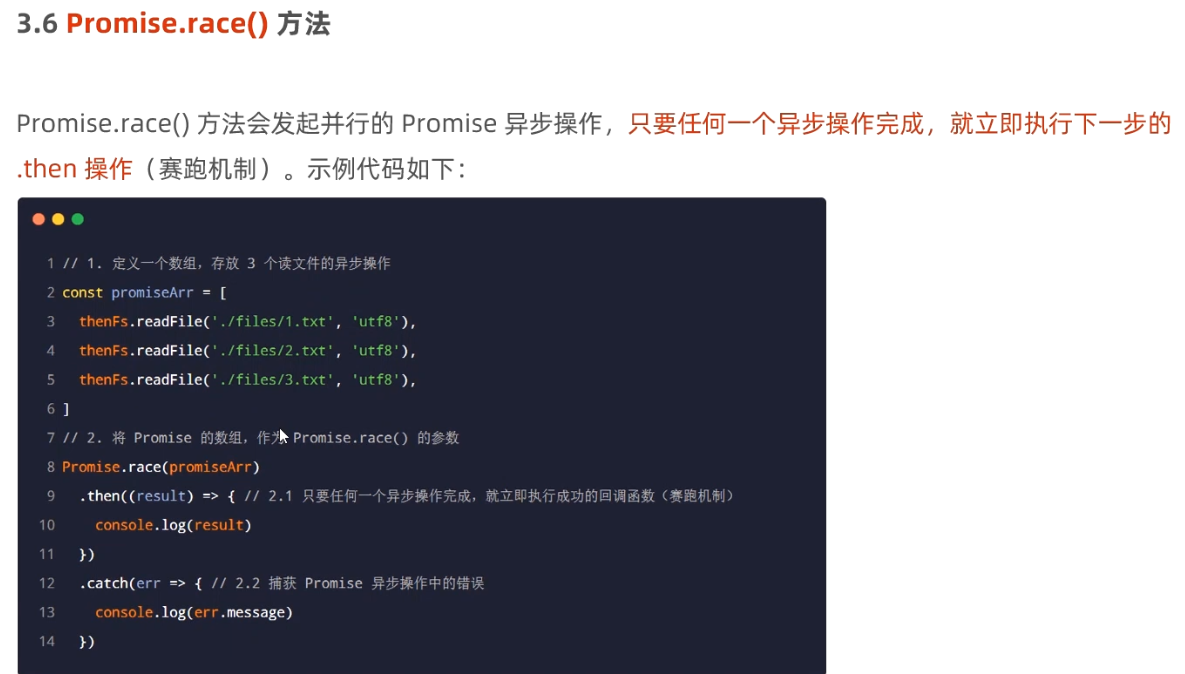 3.6 Promise.race() 方法
Promise.race() 方法会发起并行的 Promise 异步操作，只要任何一个异步操作完成，就立即执行下一步的
.then 操作（赛跑机制）。示例代码如下：
1 // 1. 定义一个数组，存放 3 个读文件的异步操作
2 const promiseArr = [
3   thenFs.readFile('./files/1.txt', 'utf8'),
4   thenFs.readFile('./files/2.txt', 'utf8'),
5   thenFs.readFile('./files/3.txt', 'utf8'),
6 ]
7 // 2. 将 Promise 的数组，作为 Promise.race() 的参数
8 Promise.race(promiseArr)
9   .then((result) => { // 2.1 只要任何一个异步操作完成，就立即执行成功的回调函数（赛跑机制）
10     console.log(result)
11   })
12   .catch(err => { // 2.2 捕获 Promise 异步操作中的错误
13     console.log(err.message)
14   })